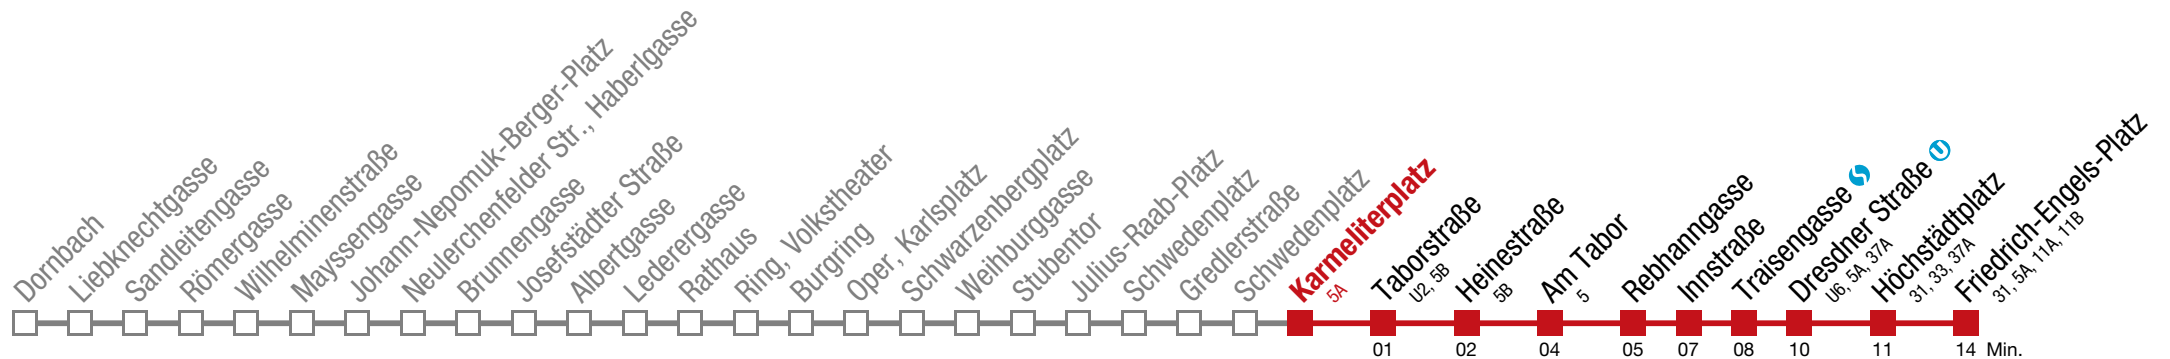 Dornbach
Liebknechtgasse
Sandleitengasse
Römergasse
Wilhelminenstraße
Mayssengasse
Johann-Nepomuk-Berger-Platz
Neulerchenfelder Str., Haberlgasse
Brunnengasse
Josefstädter Straße
Albertgasse
Lederergasse
Rathaus
Ring, Volkstheater
Burgring
Oper, Karlsplatz
Schwarzenbergplatz
Weihburggasse
Stubentor
Julius-Raab-Platz
Schwedenplatz
Gredlerstraße
Schwedenplatz
Karmeliterplatz
5A
Taborstraße
U2, 5B
Heinestraße
5B
Am Tabor
5
Rebhanngasse
Innstraße
Traisengasse S
Dresdner Straße U
U6, 5A, 37A
Höchstädtplatz
31, 33, 37A
Friedrich-Engels-Platz
31, 5A, 11A, 11B
01 02 04 05 07 08 10 11 14 Min.